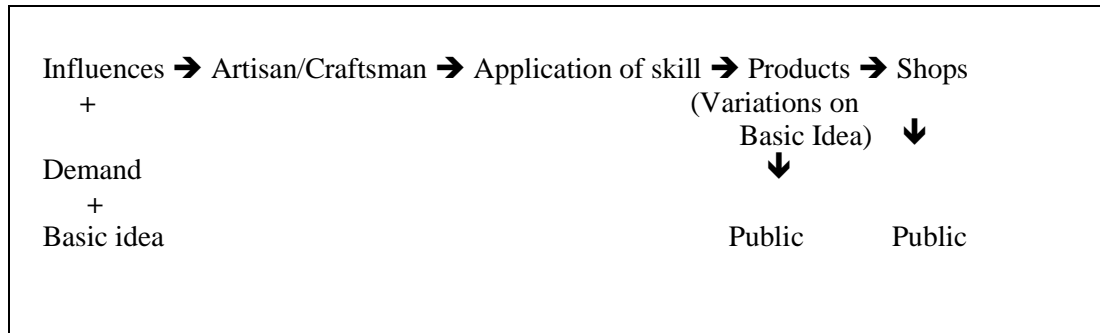 Influences ➔ Artisan/Craftsman ➔ Application of skill ➔ Products ➔ Shops
+ (Variations on
Basic Idea) 🡫
Demand 🡫
+
Basic idea Public Public